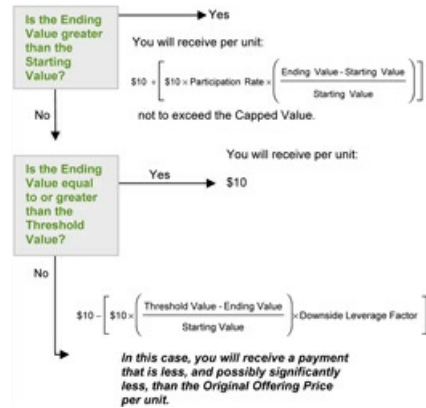 Is the Ending
Value greater
than the
Starting
Value?
Yes
You will receive per unit:
$10 + [ $10 × Participation Rate × ( Ending Value - Starting Value / Starting Value ) ]
not to exceed the Capped Value.
No
Is the Ending
Value equal
to or greater
than the
Threshold
Value?
Yes
You will receive per unit:
$10
No
$10 – [ $10 × ( Threshold Value - Ending Value / Starting Value ) × Downside Leverage Factor ]
In this case, you will receive a payment
that is less, and possibly significantly
less, than the Original Offering Price
per unit.